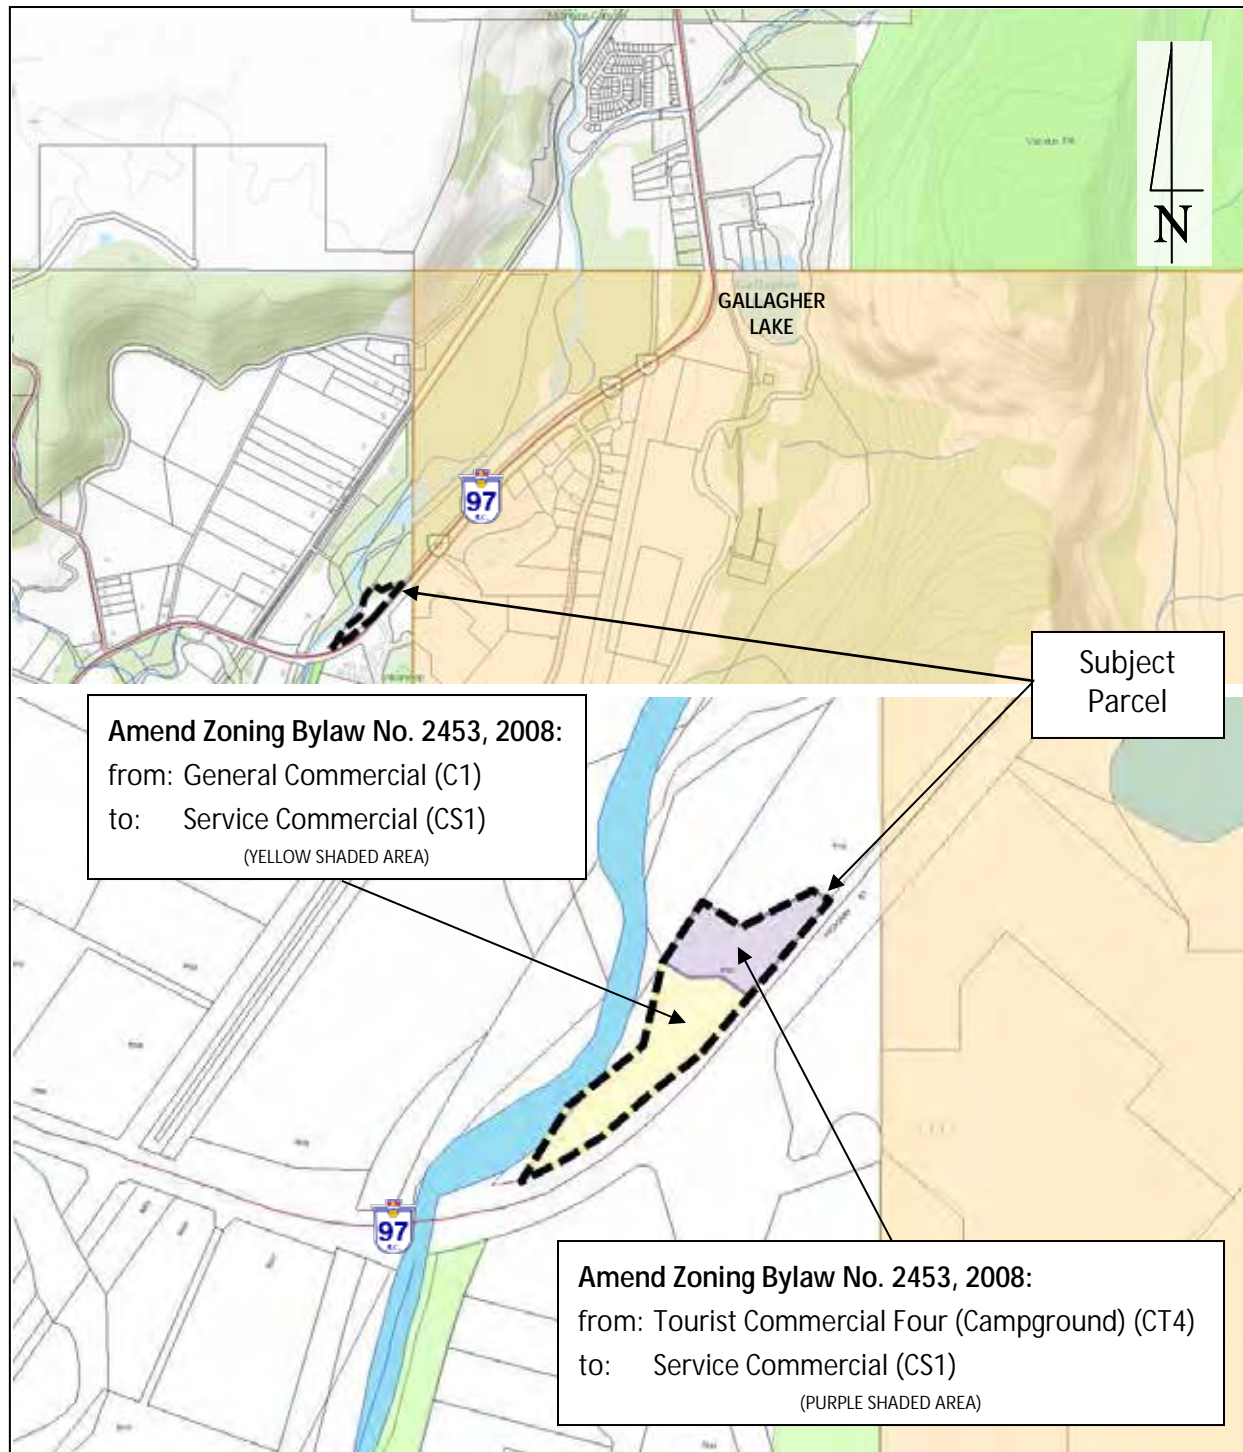 N
GALLAGHER
LAKE
97
B.C.
Subject
Parcel
Amend Zoning Bylaw No. 2453, 2008:
from: General Commercial (C1)
to: Service Commercial (CS1)
(YELLOW SHADED AREA)
HIGHWAY 97
97
B.C.
Amend Zoning Bylaw No. 2453, 2008:
from: Tourist Commercial Four (Campground) (CT4)
to: Service Commercial (CS1)
(PURPLE SHADED AREA)